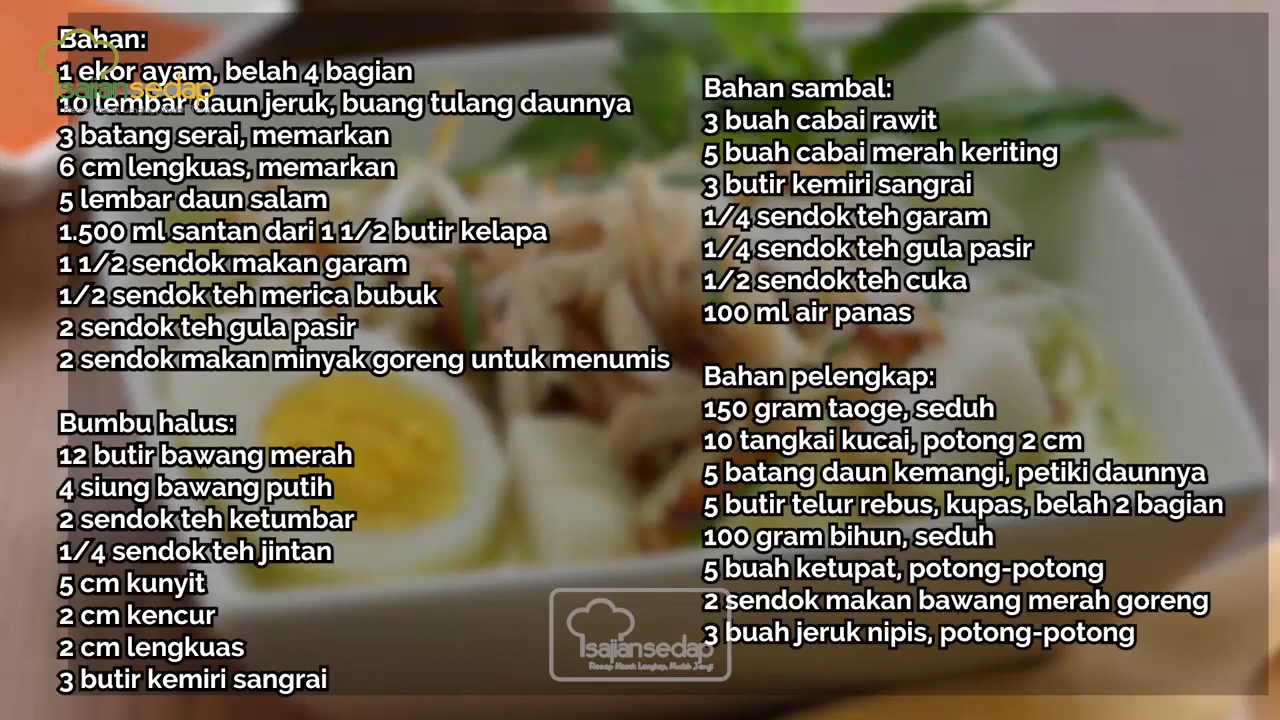 Bahan:
1 ekor ayam, belah 4 bagian
10 lembar daun jeruk, buang tulang daunnya
3 batang serai, memarkan
6 cm lengkuas, memarkan
5 lembar daun salam
1.500 ml santan dari 1 1/2 butir kelapa
1 1/2 sendok makan garam
1/2 sendok teh merica bubuk
2 sendok teh gula pasir
2 sendok makan minyak goreng untuk menumis
Bumbu halus:
12 butir bawang merah
4 siung bawang putih
2 sendok teh ketumbar
1/4 sendok teh jintan
5 cm kunyit
2 cm kencur
2 cm lengkuas
3 butir kemiri sangrai
Bahan sambal:
3 buah cabai rawit
5 buah cabai merah keriting
3 butir kemiri sangrai
1/4 sendok teh garam
1/4 sendok teh gula pasir
1/2 sendok teh cuka
100 ml air panas
Bahan pelengkap:
150 gram taoge, seduh
10 tangkai kucai, potong 2 cm
5 batang daun kemangi, petiki daunnya
5 butir telur rebus, kupas, belah 2 bagian
100 gram bihun, seduh
5 buah ketupat, potong-potong
2 sendok makan bawang merah goreng
3 buah jeruk nipis, potong-potong
sajiansedap
sajiansedap
Resep Masak Lengkap, Mudah Saji